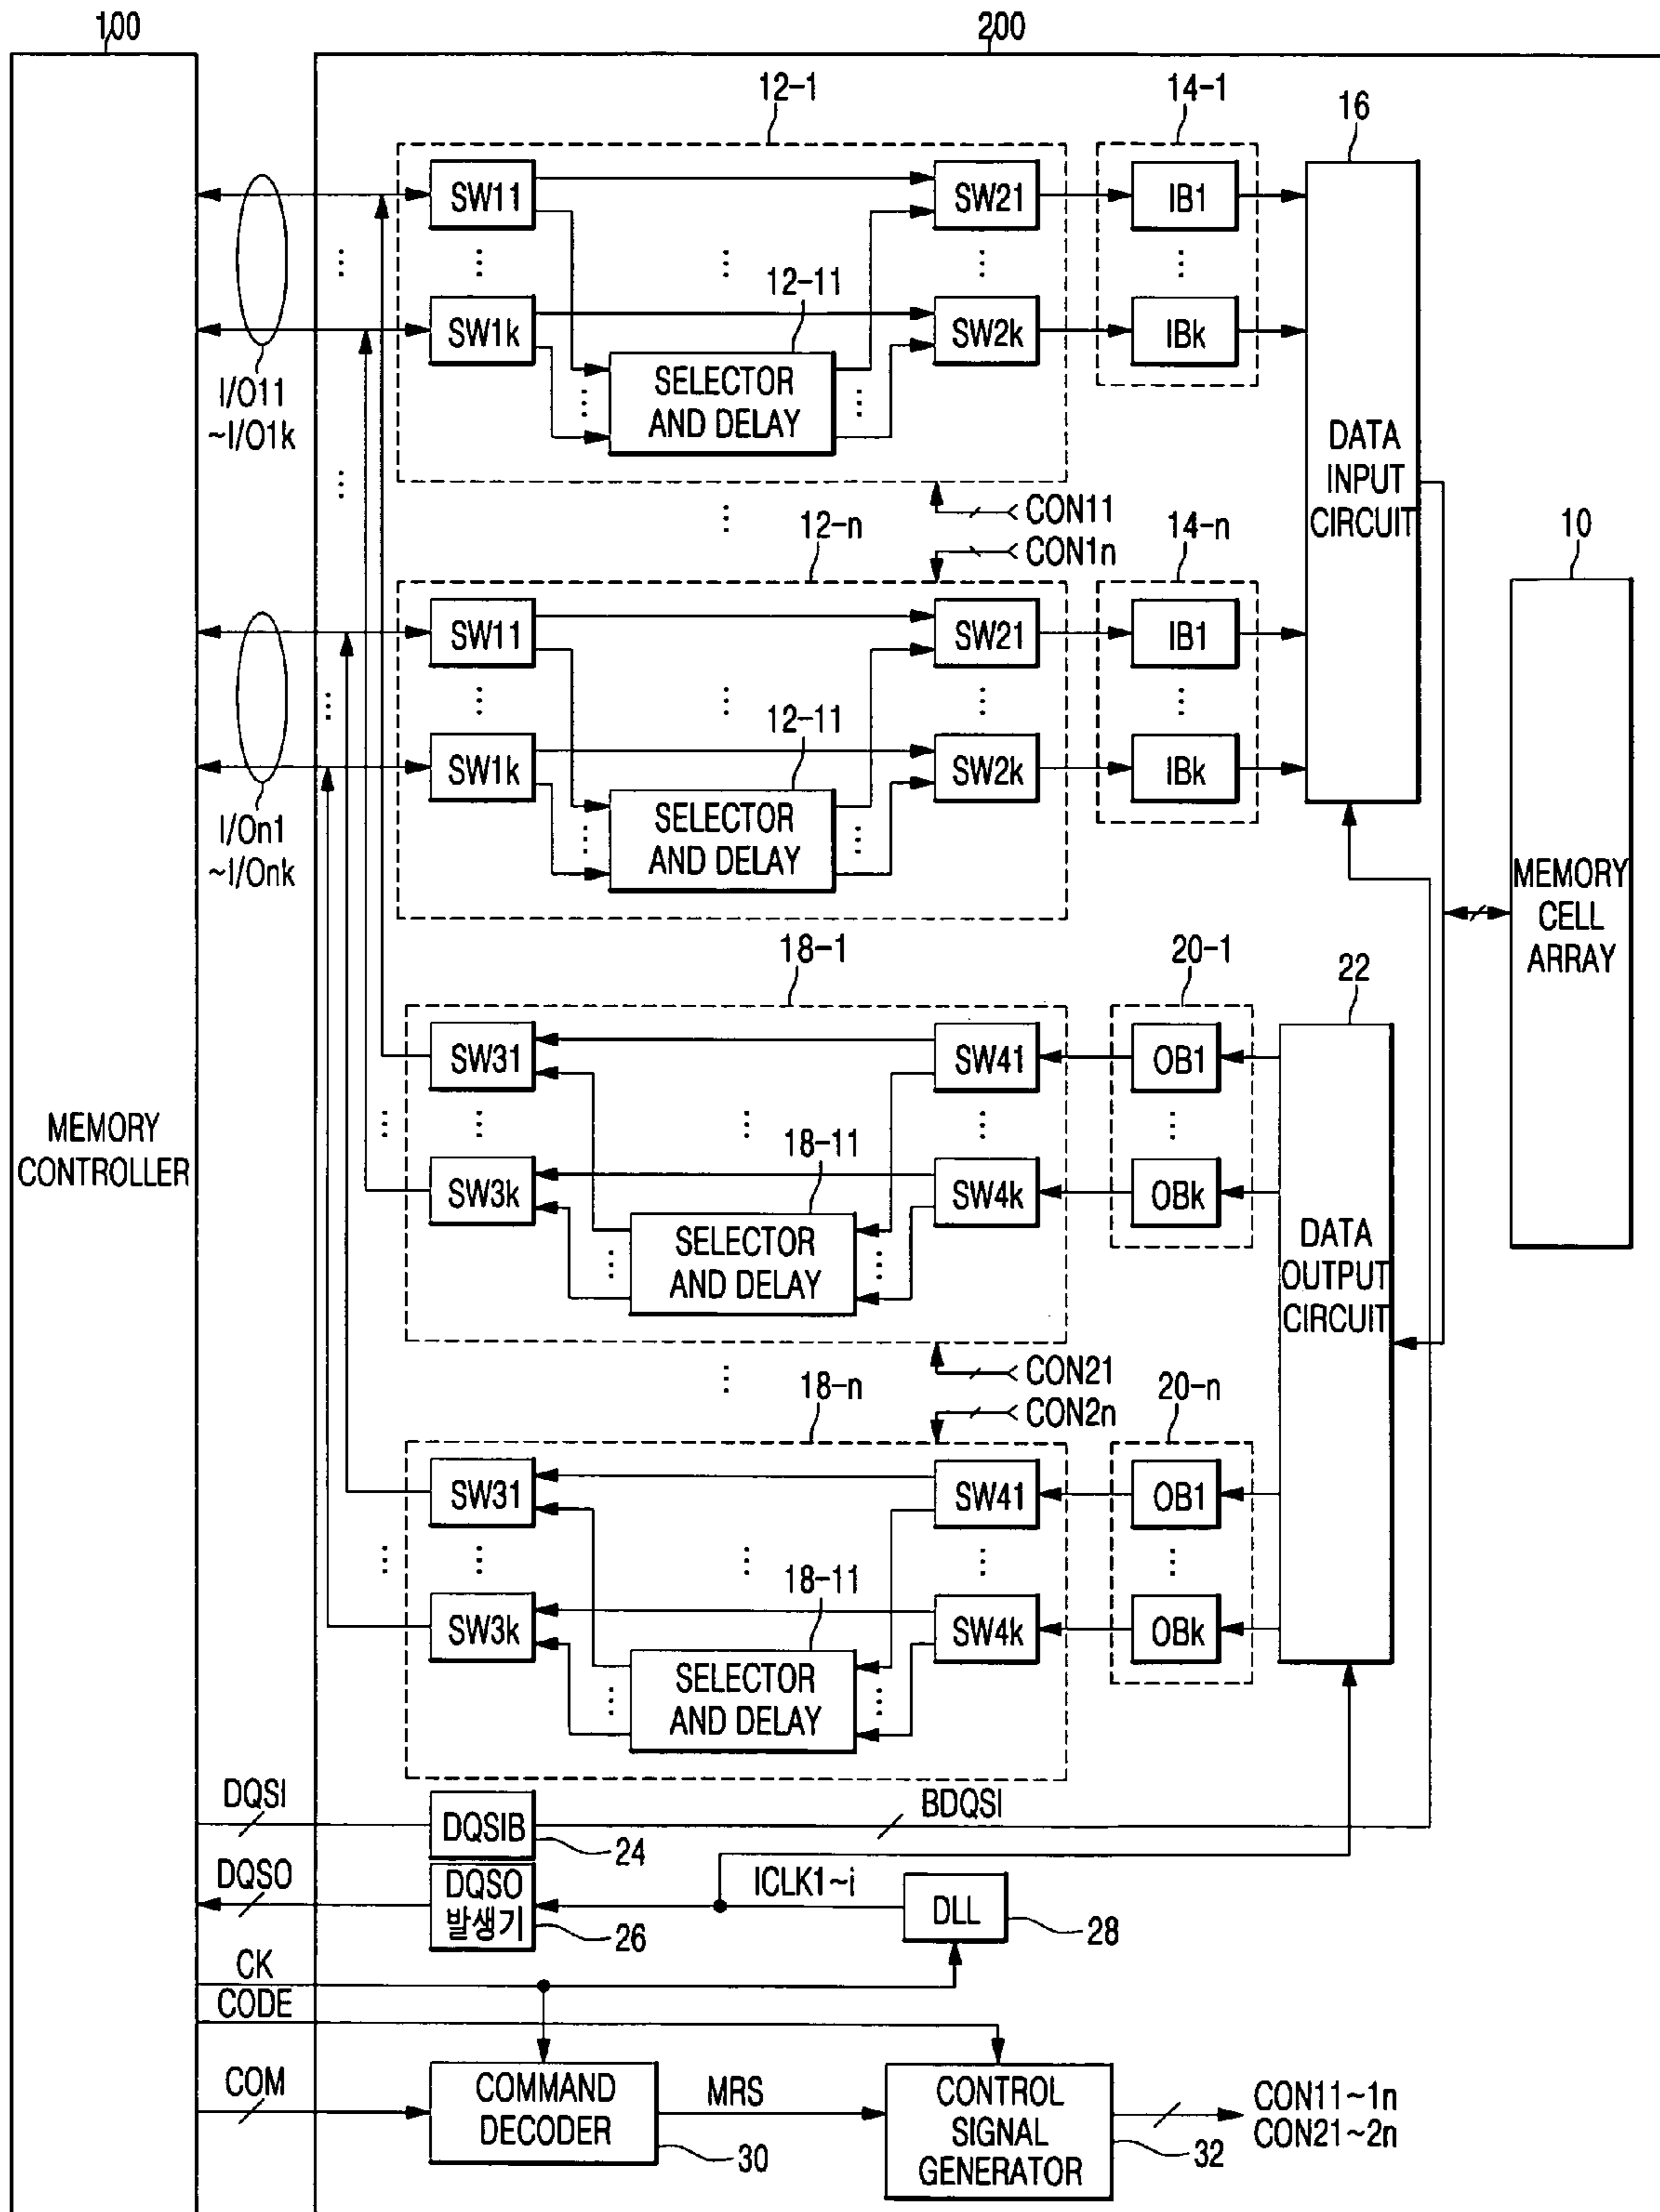 100
200
12-1
14-1
16
SW11
SW21
IB1
12-11
SW1k
SW2k
IBk
SELECTOR
AND DELAY
I/O11
~I/O1k
DATA
INPUT
CIRCUIT
CON11
12-n
14-n
CON1n
10
SW11
SW21
IB1
12-11
SW1k
SW2k
IBk
SELECTOR
AND DELAY
I/On1
~I/Onk
MEMORY
CELL
ARRAY
18-1
20-1
22
SW31
SW41
OB1
MEMORY
CONTROLLER
18-11
SW3k
SW4k
OBk
SELECTOR
AND DELAY
DATA
OUTPUT
CIRCUIT
CON21
18-n
20-n
CON2n
SW31
SW41
OB1
18-11
SW3k
SW4k
OBk
SELECTOR
AND DELAY
DQSI
DQSIB
24
BDQSI
DQSO
DQSO
발생기
26
ICLK1~i
DLL
28
CK
CODE
COM
COMMAND
DECODER
30
MRS
CONTROL
SIGNAL
GENERATOR
32
CON11~1n
CON21~2n